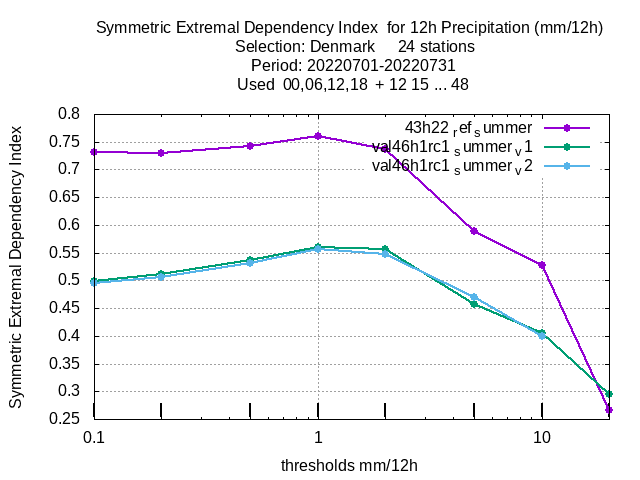 Symmetric Extremal Dependency Index for 12h Precipitation (mm/12h)
Selection: Denmark 24 stations
Period: 20220701-20220731
Used 00,06,12,18 + 12 15 ... 48
43h22 ref summer
val46h1rc1 summer v1
val46h1rc1 summer v2
Symmetric Extremal Dependency Index
0.8
0.75
0.7
0.65
0.6
0.55
0.5
0.45
0.4
0.35
0.3
0.25
0.1 1 10
thresholds mm/12h